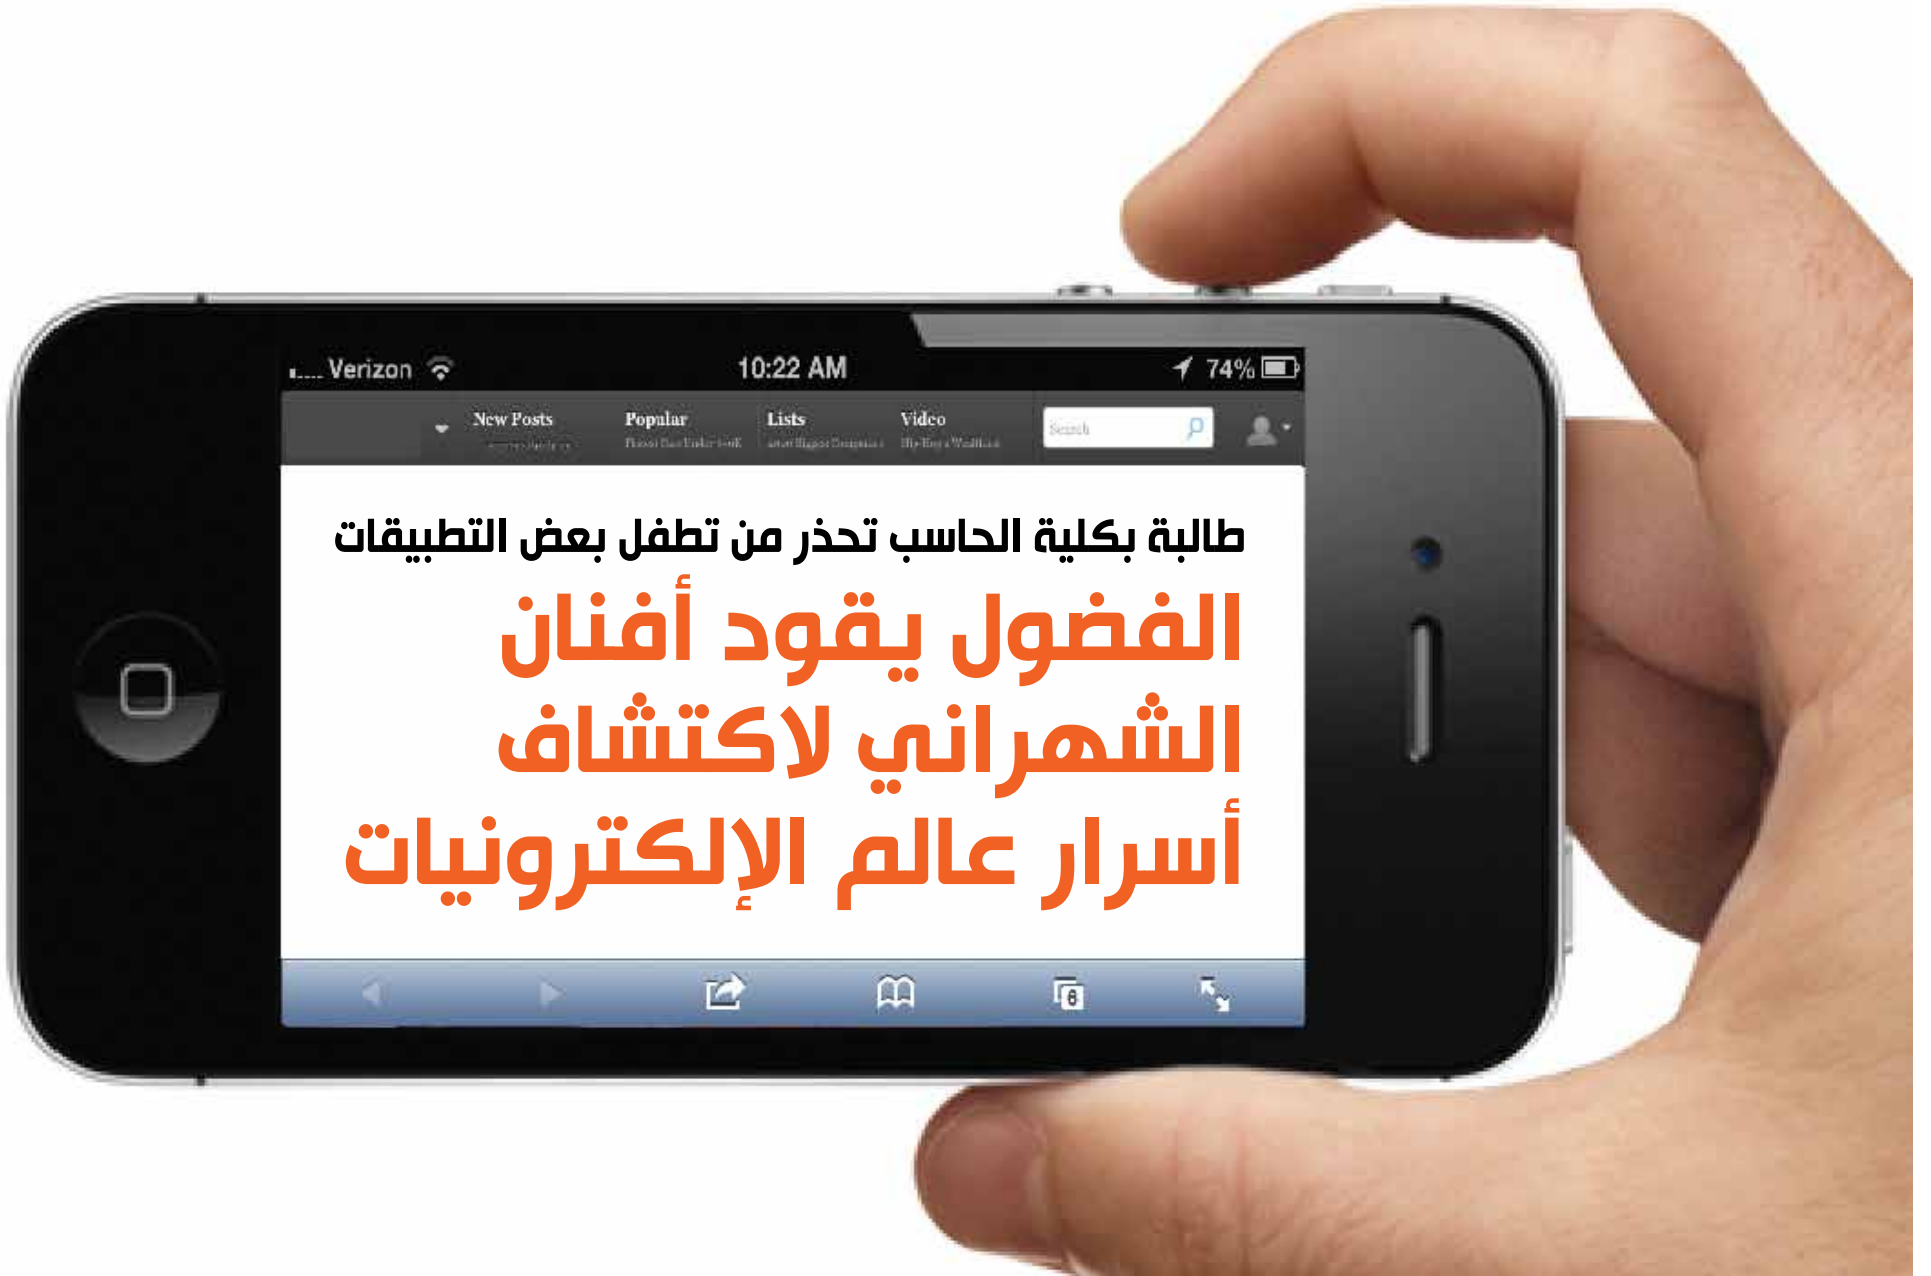 Verizon 10:22 AM 74%
New Posts Popular Lists Video Search
طالبة بكلية الحاسب تحذر من تطفل بعض التطبيقات
الفضول يقود أفنان
الشهراني لاكتشاف
أسرار عالم الإلكترونيات